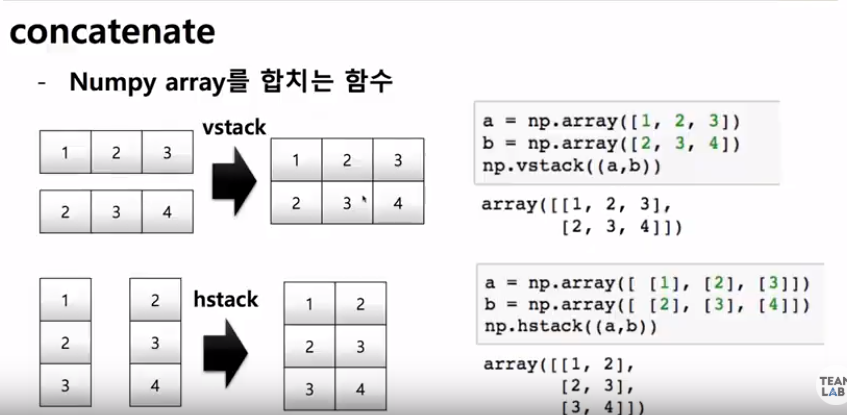 concatenate
- Numpy array를 합치는 함수
vstack
1 2 3
2 3 4
1 2 3
2 3 4
a = np.array([1, 2, 3])
b = np.array([2, 3, 4])
np.vstack((a,b))
array([[1, 2, 3],
[2, 3, 4]])
hstack
1 2
2 3
3 4
1 2
2 3
3 4
a = np.array([ [1], [2], [3]])
b = np.array([ [2], [3], [4]])
np.hstack((a,b))
array([[1, 2],
[2, 3],
[3, 4]])
TEAM
LAB